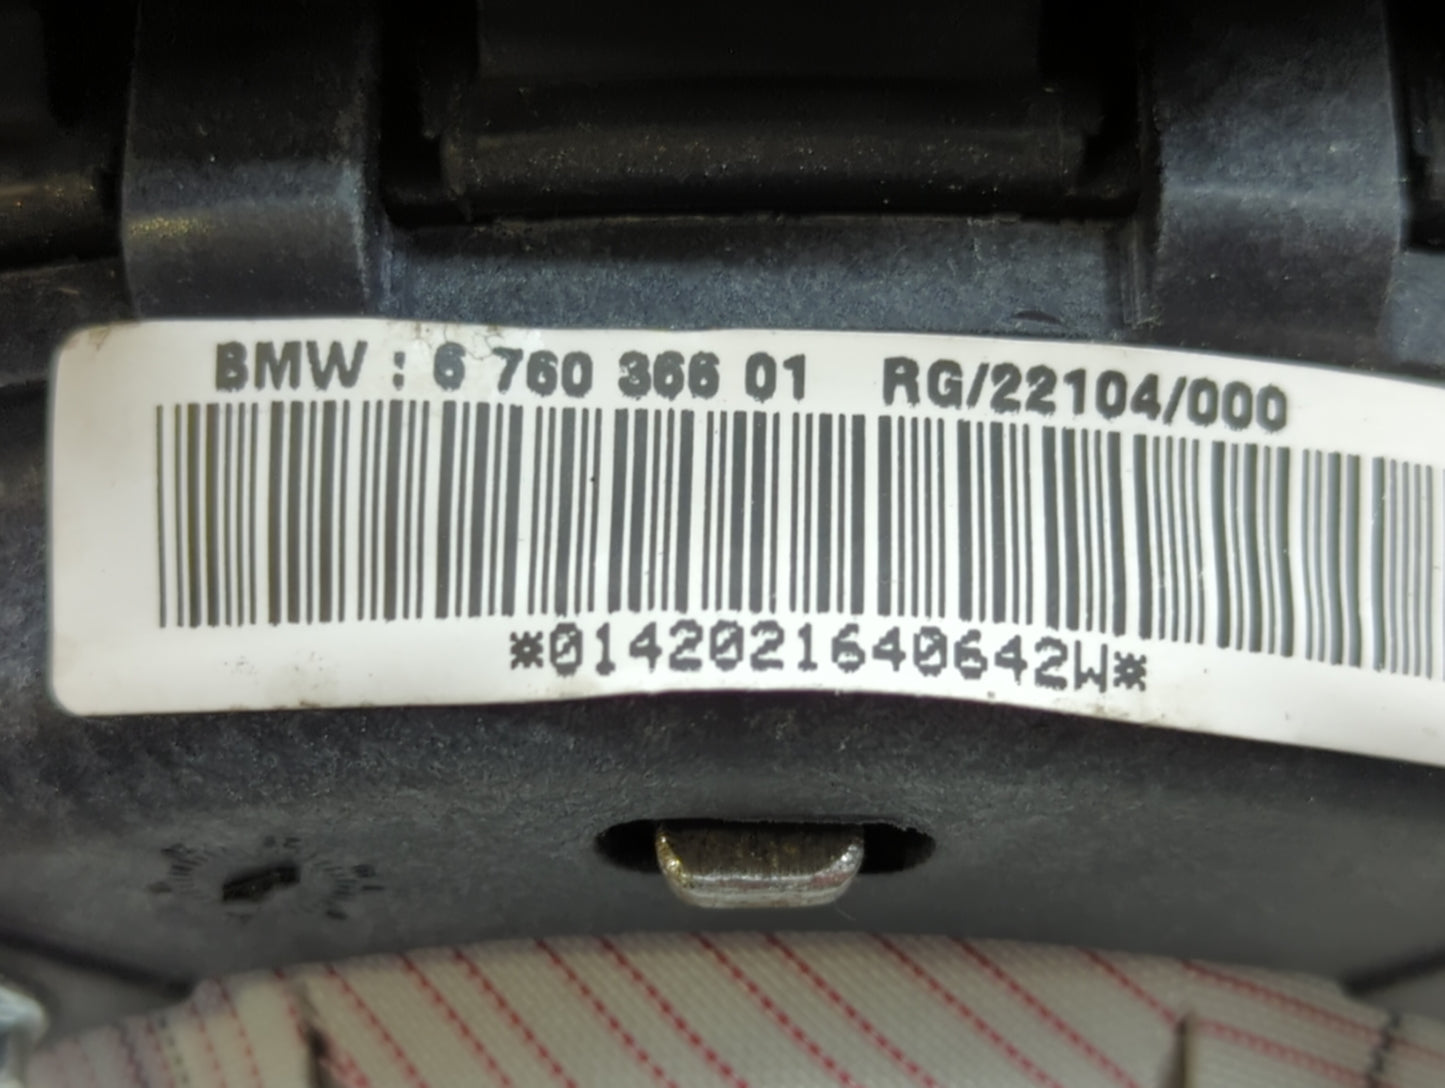 BMW : 6 760 366 01 RG/22104/000
*0142021640642W*